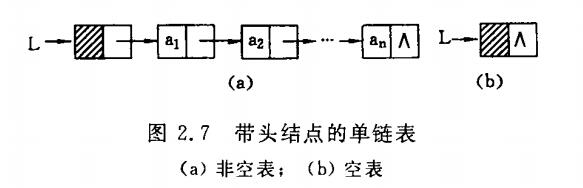 L a₁ a₂ … aₙ ∧ L ∧
(a) (b)
图 2.7 带头结点的单链表
(a) 非空表； (b) 空表